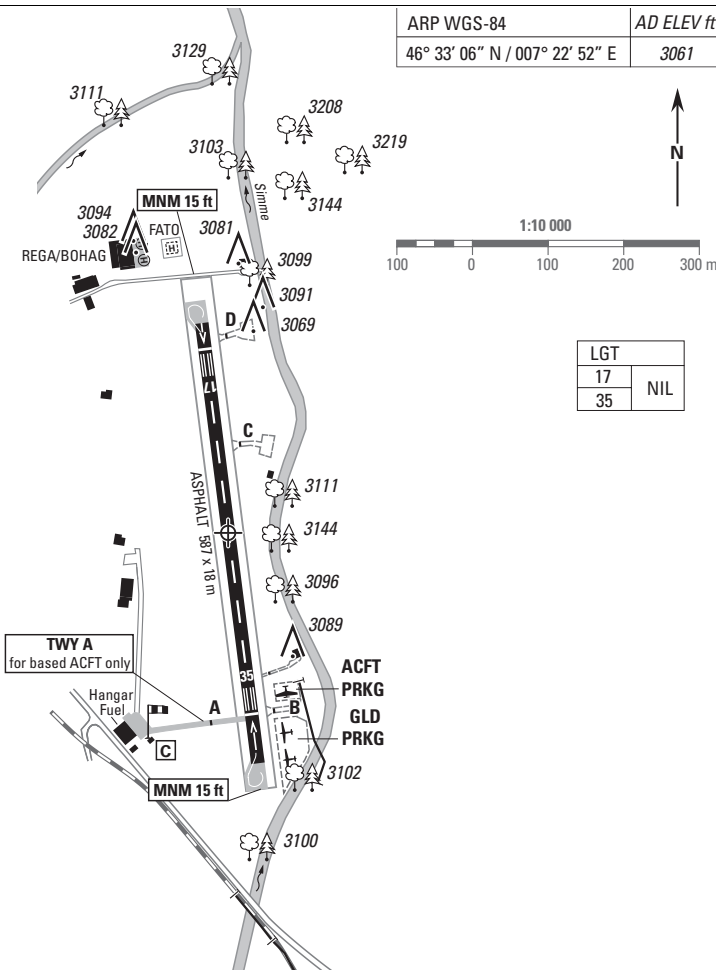 ARP WGS-84
AD ELEV ft
46° 33′ 06″ N / 007° 22′ 52″ E
3061
3129
3111
3208
3103
3219
N
Simme
3144
MNM 15 ft
1:10 000
3094
3082
FATO
3081
H
REGA/BOHAG
H
3099
100 0 100 200 300 m
3091
D
3069
LGT
17
35
NIL
17
C
ASPHALT 587 x 18 m
3111
3144
3096
3089
TWY A
for based ACFT only
ACFT
PRKG
35
Hangar
Fuel
A
B
GLD
PRKG
C
MNM 15 ft
3102
3100